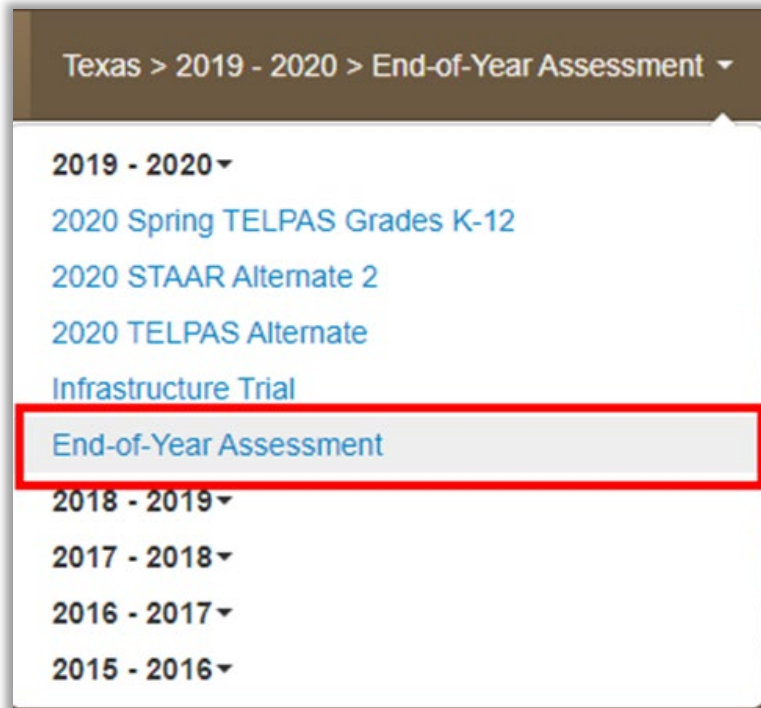 Texas > 2019 - 2020 > End-of-Year Assessment
2019 - 2020
2020 Spring TELPAS Grades K-12
2020 STAAR Alternate 2
2020 TELPAS Alternate
Infrastructure Trial
End-of-Year Assessment
2018 - 2019
2017 - 2018
2016 - 2017
2015 - 2016